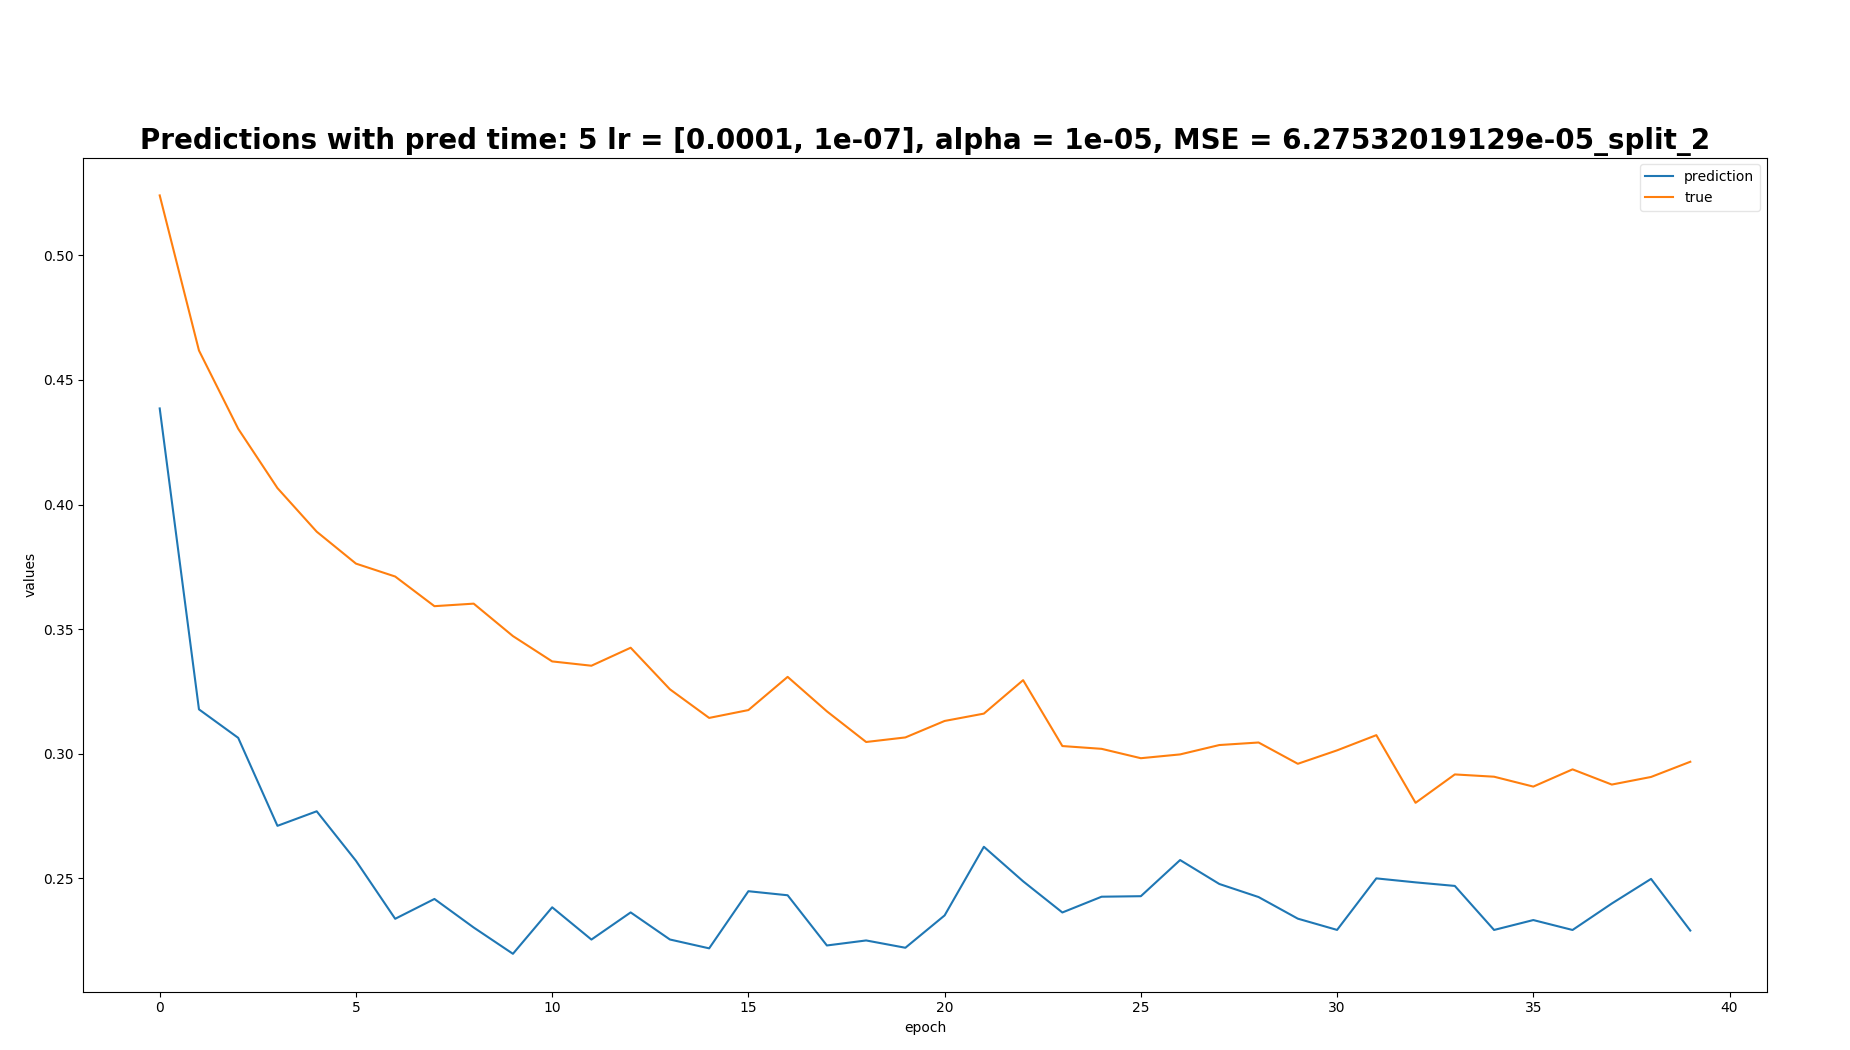 Predictions with pred time: 5 lr = [0.0001, 1e-07], alpha = 1e-05, MSE = 6.27532019129e-05_split_2
prediction
true
0.50
0.45
0.40
0.35
0.30
0.25
values
0 5 10 15 20 25 30 35 40
epoch